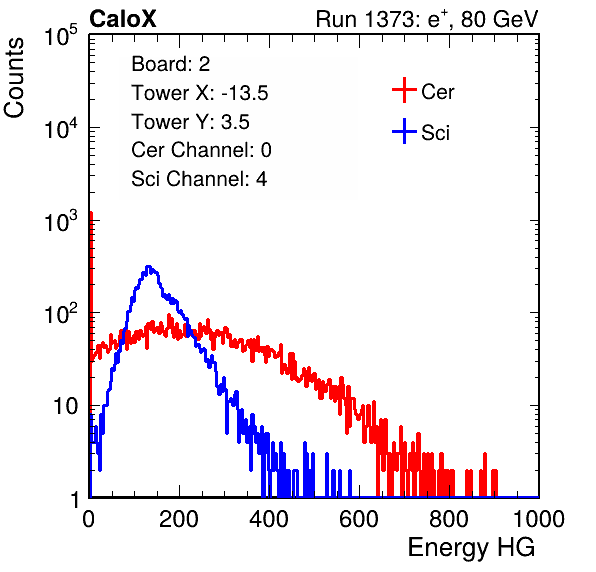 CaloX Run 1373: e⁺, 80 GeV
Counts
Board: 2
Tower X: -13.5
Tower Y: 3.5
Cer Channel: 0
Sci Channel: 4
Cer
Sci
10⁵
10⁴
10³
10²
10
1
0 200 400 600 800 1000
Energy HG